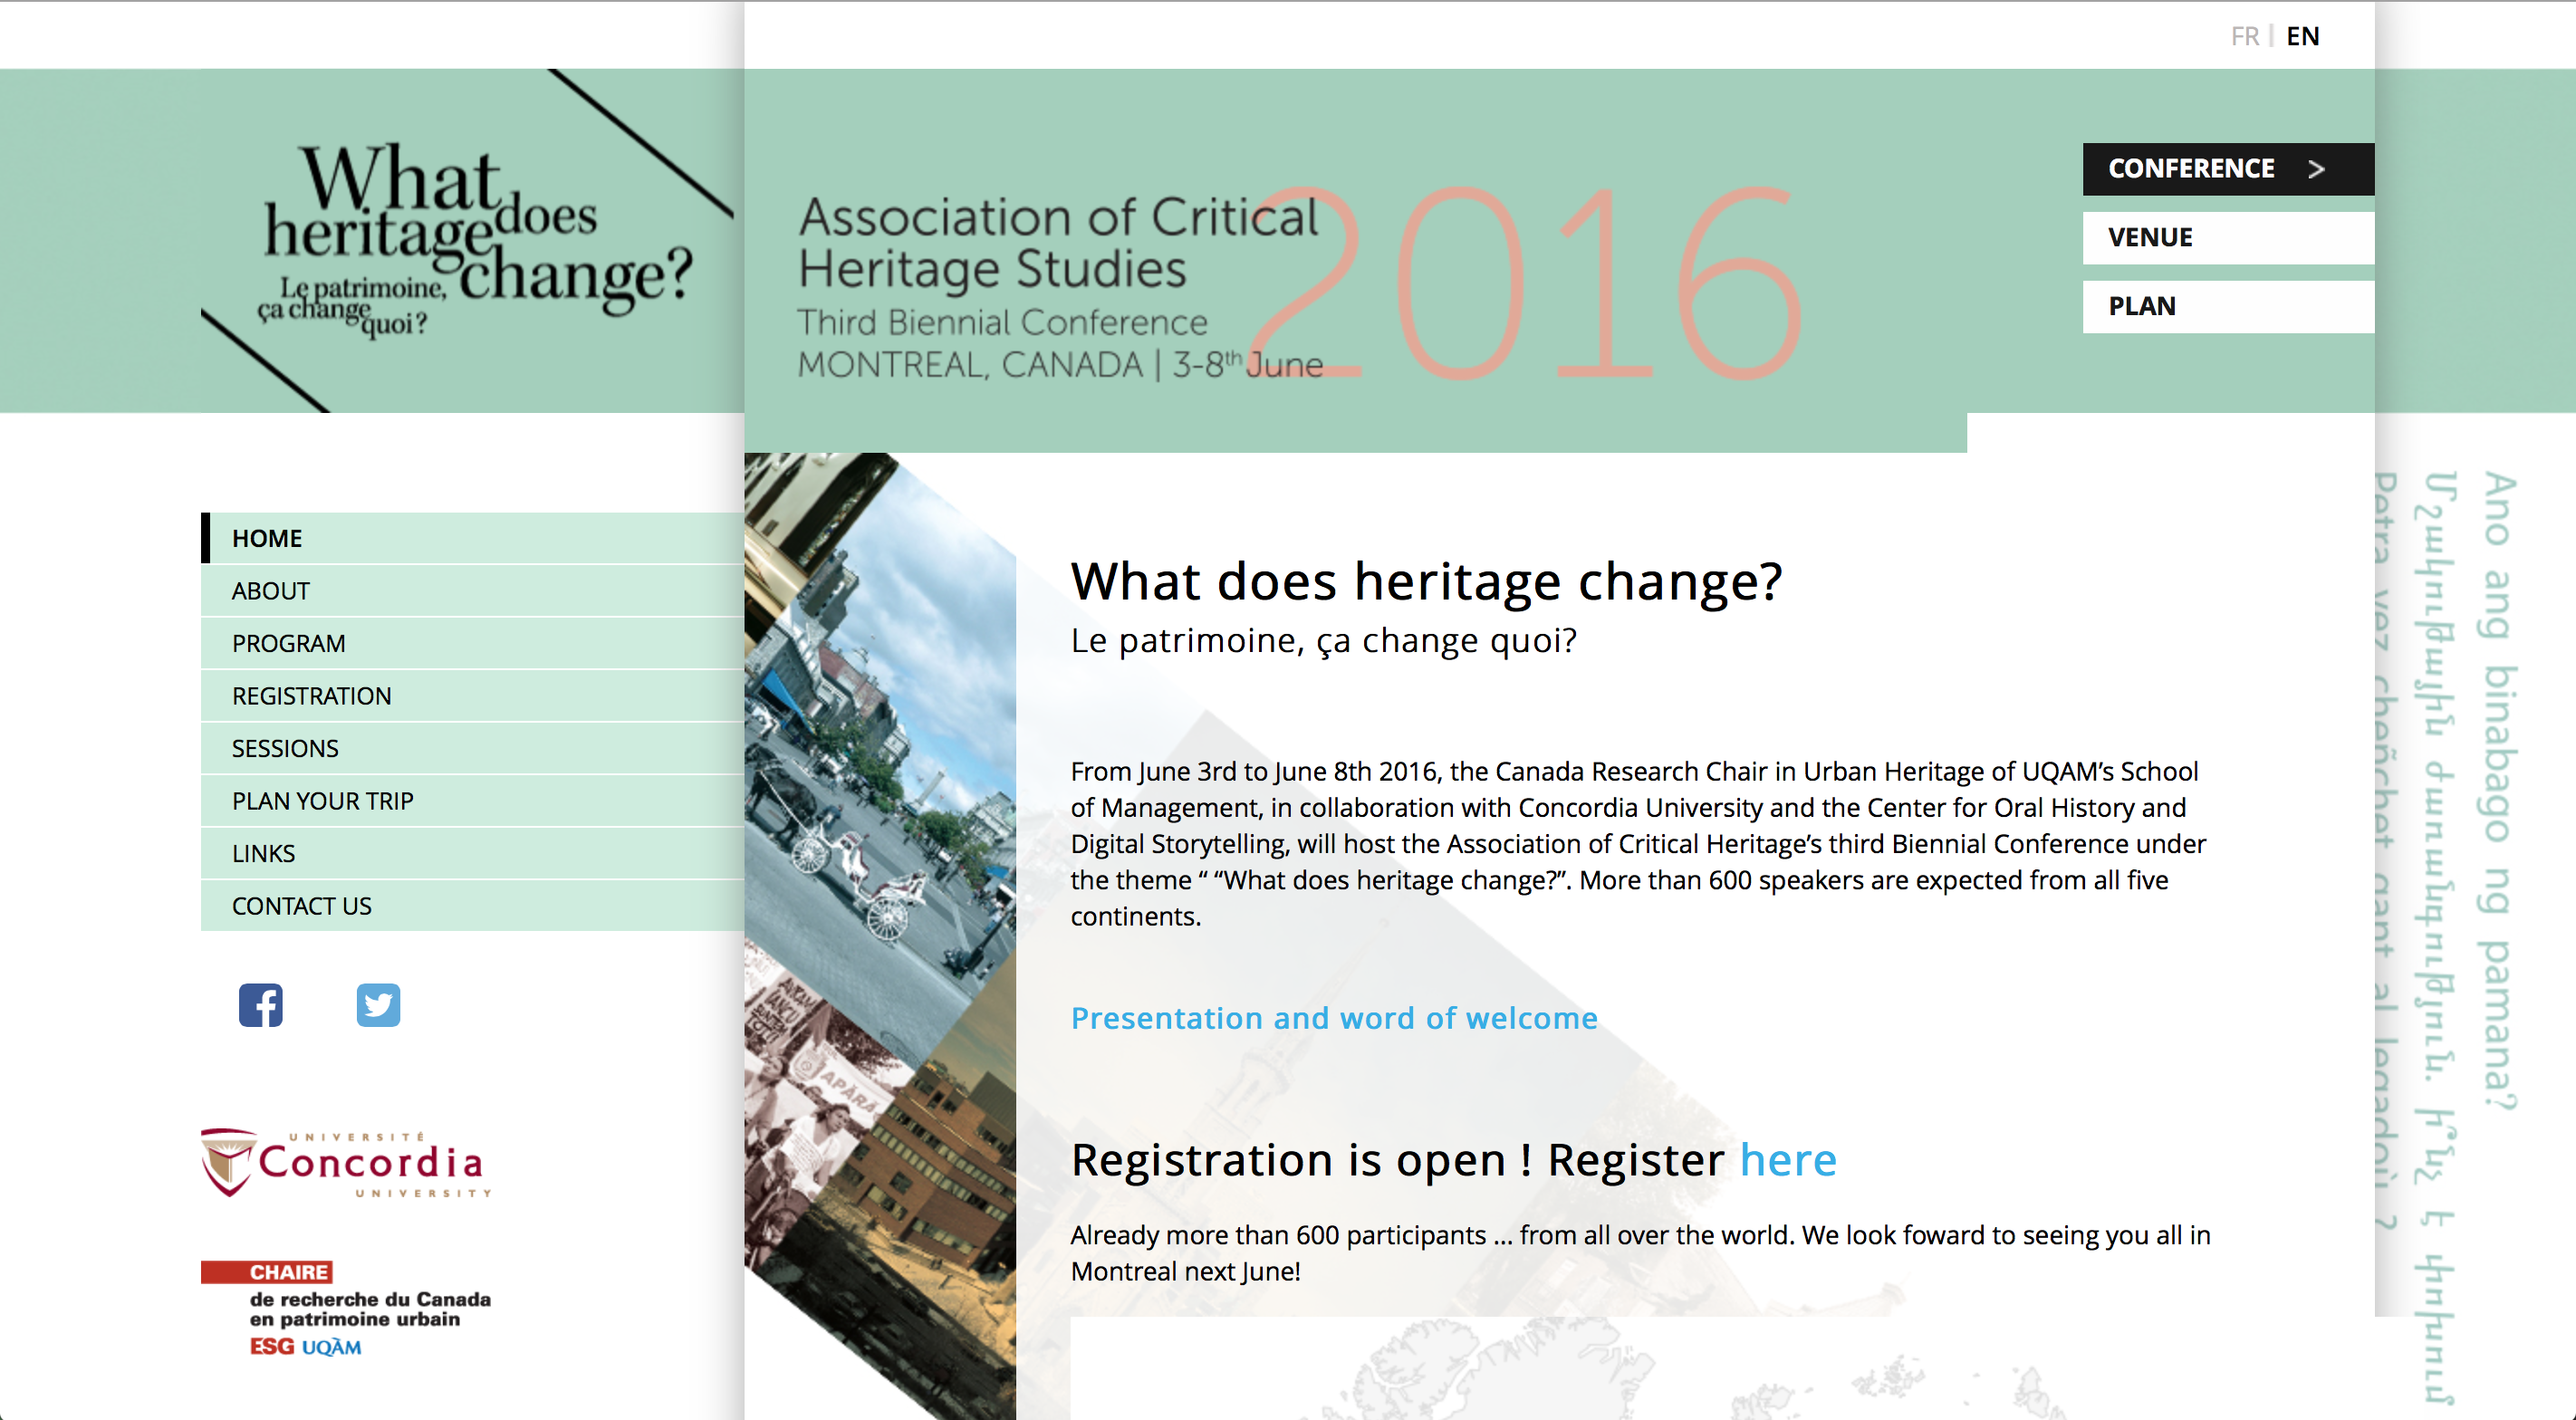 FR | EN
What
does
heritage
change?
Le patrimoine,
ça change
quoi?
Association of Critical
Heritage Studies
Third Biennial Conference
MONTREAL, CANADA | 3-8th June
2016
CONFERENCE >
VENUE
PLAN
HOME
ABOUT
PROGRAM
REGISTRATION
SESSIONS
PLAN YOUR TRIP
LINKS
CONTACT US
UNIVERSITÉ
Concordia
UNIVERSITY
CHAIRE
de recherche du Canada
en patrimoine urbain
ESG UQÀM
What does heritage change?
Le patrimoine, ça change quoi?
From June 3rd to June 8th 2016, the Canada Research Chair in Urban Heritage of UQAM’s School
of Management, in collaboration with Concordia University and the Center for Oral History and
Digital Storytelling, will host the Association of Critical Heritage’s third Biennial Conference under
the theme “ “What does heritage change?”. More than 600 speakers are expected from all five
continents.
Presentation and word of welcome
Registration is open ! Register here
Already more than 600 participants ... from all over the world. We look foward to seeing you all in
Montreal next June!
APĂRĂ
Ano ang binabago ng pamana?
Մշակութային ժառանգություն. ի՞նչ է փոխում
Petra vez cheñchet gant al legadoù ?